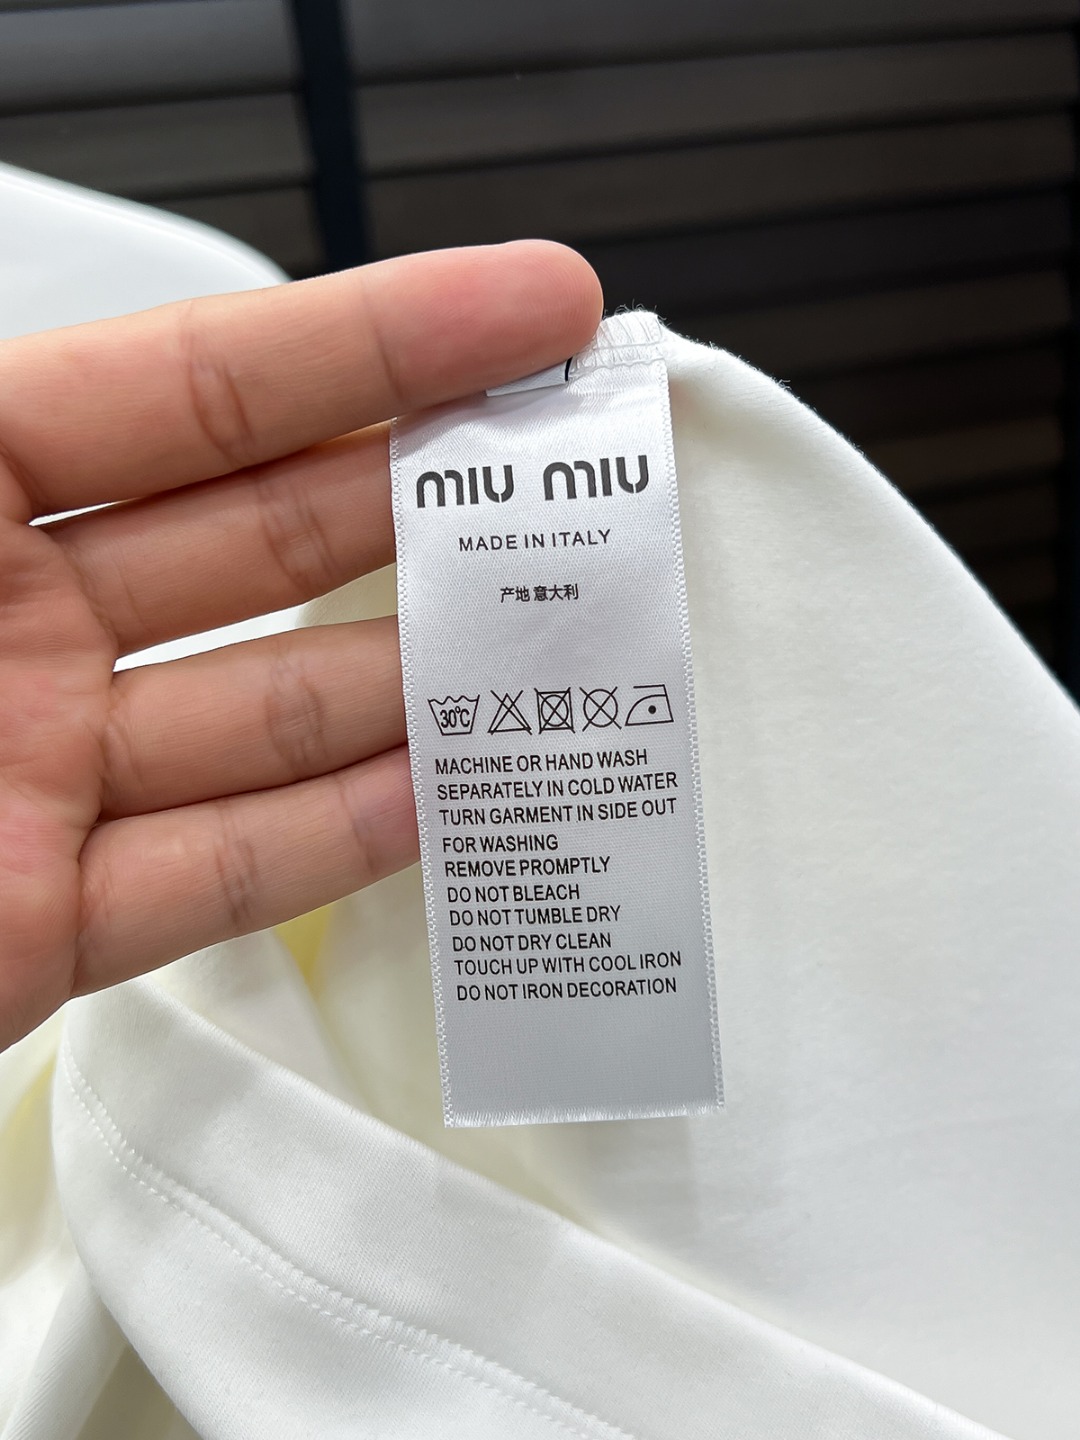 miu miu
MADE IN ITALY
产地 意大利
30°C
MACHINE OR HAND WASH
SEPARATELY IN COLD WATER
TURN GARMENT IN SIDE OUT
FOR WASHING
REMOVE PROMPTLY
DO NOT BLEACH
DO NOT TUMBLE DRY
DO NOT DRY CLEAN
TOUCH UP WITH COOL IRON
DO NOT IRON DECORATION